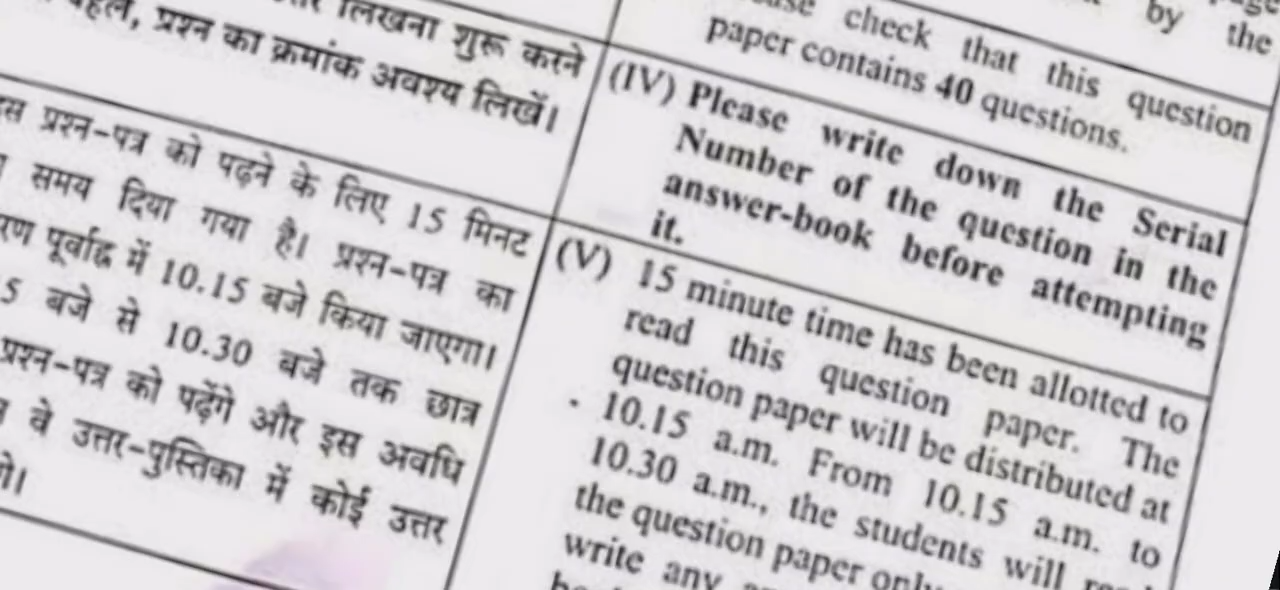 लिखना शुरू करने
पहले, प्रश्न का क्रमांक अवश्य लिखें।
प्रश्न-पत्र को पढ़ने के लिए 15 मिनट
समय दिया गया है। प्रश्न-पत्र का
पूर्वाह्न में 10.15 बजे किया जाएगा।
5 बजे से 10.30 बजे तक छात्र
प्रश्न-पत्र को पढ़ेंगे और इस अवधि
वे उत्तर-पुस्तिका में कोई उत्तर
by the
check that this question
paper contains 40 questions.
(IV) Please write down the Serial
Number of the question in the
answer-book before attempting
it.
(V) 15 minute time has been allotted to
read this question paper. The
question paper will be distributed at
10.15 a.m. From 10.15 a.m. to
10.30 a.m., the students will
the question paper only
write any